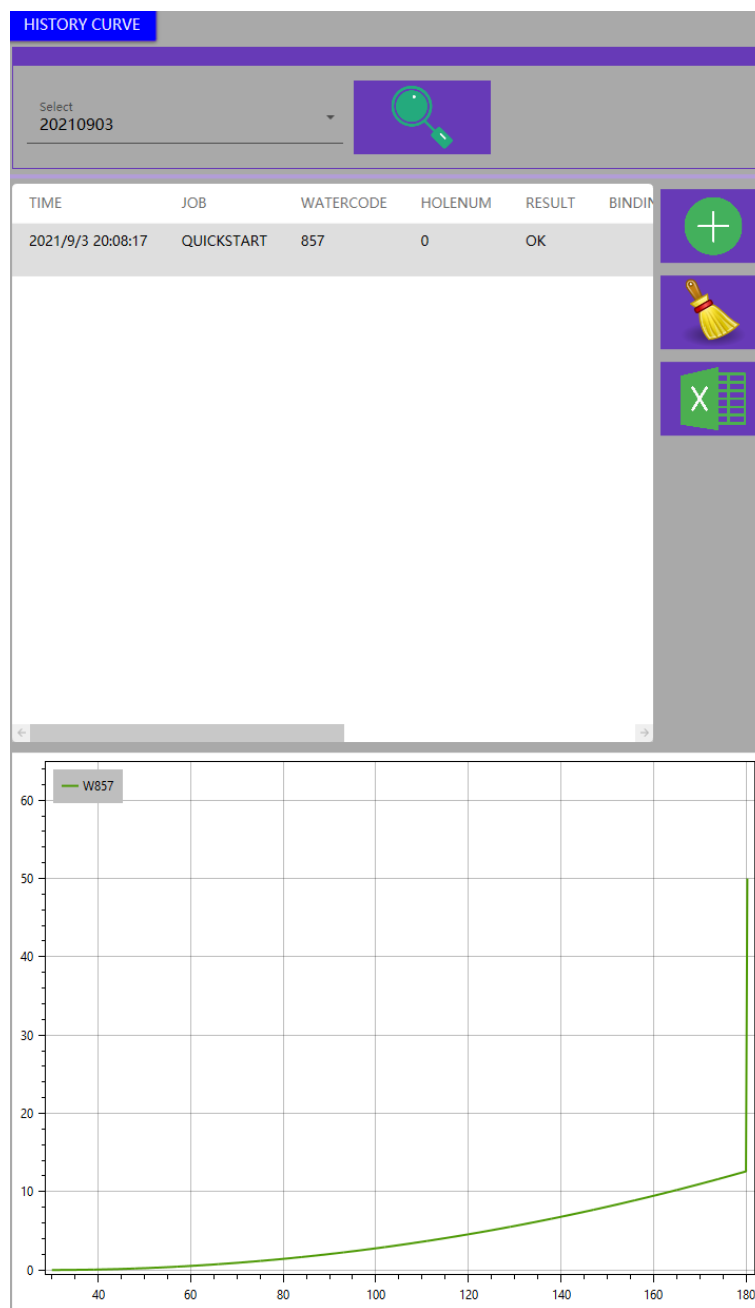 HISTORY CURVE
Select
20210903
TIME JOB WATERCODE HOLENUM RESULT BINDIN
2021/9/3 20:08:17 QUICKSTART 857 0 OK
X
W857
60
50
40
30
20
10
0
40 60 80 100 120 140 160 180